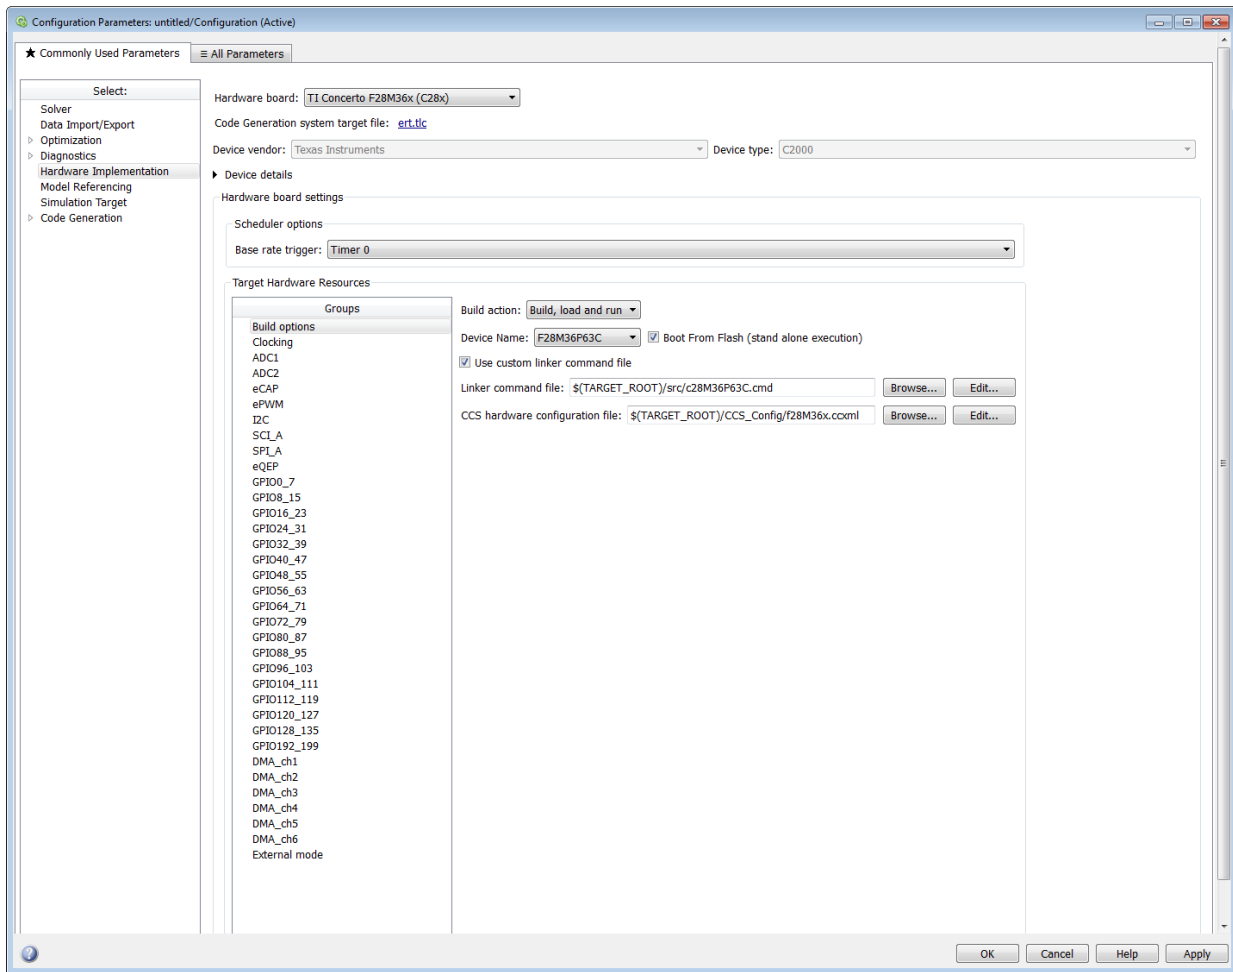 Configuration Parameters: untitled/Configuration (Active)
★ Commonly Used Parameters
≡ All Parameters
Select:
Solver
Data Import/Export
Optimization
Diagnostics
Hardware Implementation
Model Referencing
Simulation Target
Code Generation
Hardware board: TI Concerto F28M36x (C28x)
Code Generation system target file: ert.tlc
Device vendor: Texas Instruments Device type: C2000
Device details
Hardware board settings
Scheduler options
Base rate trigger: Timer 0
Target Hardware Resources
Groups
Build options
Clocking
ADC1
ADC2
eCAP
ePWM
I2C
SCI_A
SPI_A
eQEP
GPIO0_7
GPIO8_15
GPIO16_23
GPIO24_31
GPIO32_39
GPIO40_47
GPIO48_55
GPIO56_63
GPIO64_71
GPIO72_79
GPIO80_87
GPIO88_95
GPIO96_103
GPIO104_111
GPIO112_119
GPIO120_127
GPIO128_135
GPIO192_199
DMA_ch1
DMA_ch2
DMA_ch3
DMA_ch4
DMA_ch5
DMA_ch6
External mode
Build action: Build, load and run
Device Name: F28M36P63C Boot From Flash (stand alone execution)
Use custom linker command file
Linker command file: $(TARGET_ROOT)/src/c28M36P63C.cmd Browse... Edit...
CCS hardware configuration file: $(TARGET_ROOT)/CCS_Config/f28M36x.ccxml Browse... Edit...
OK Cancel Help Apply